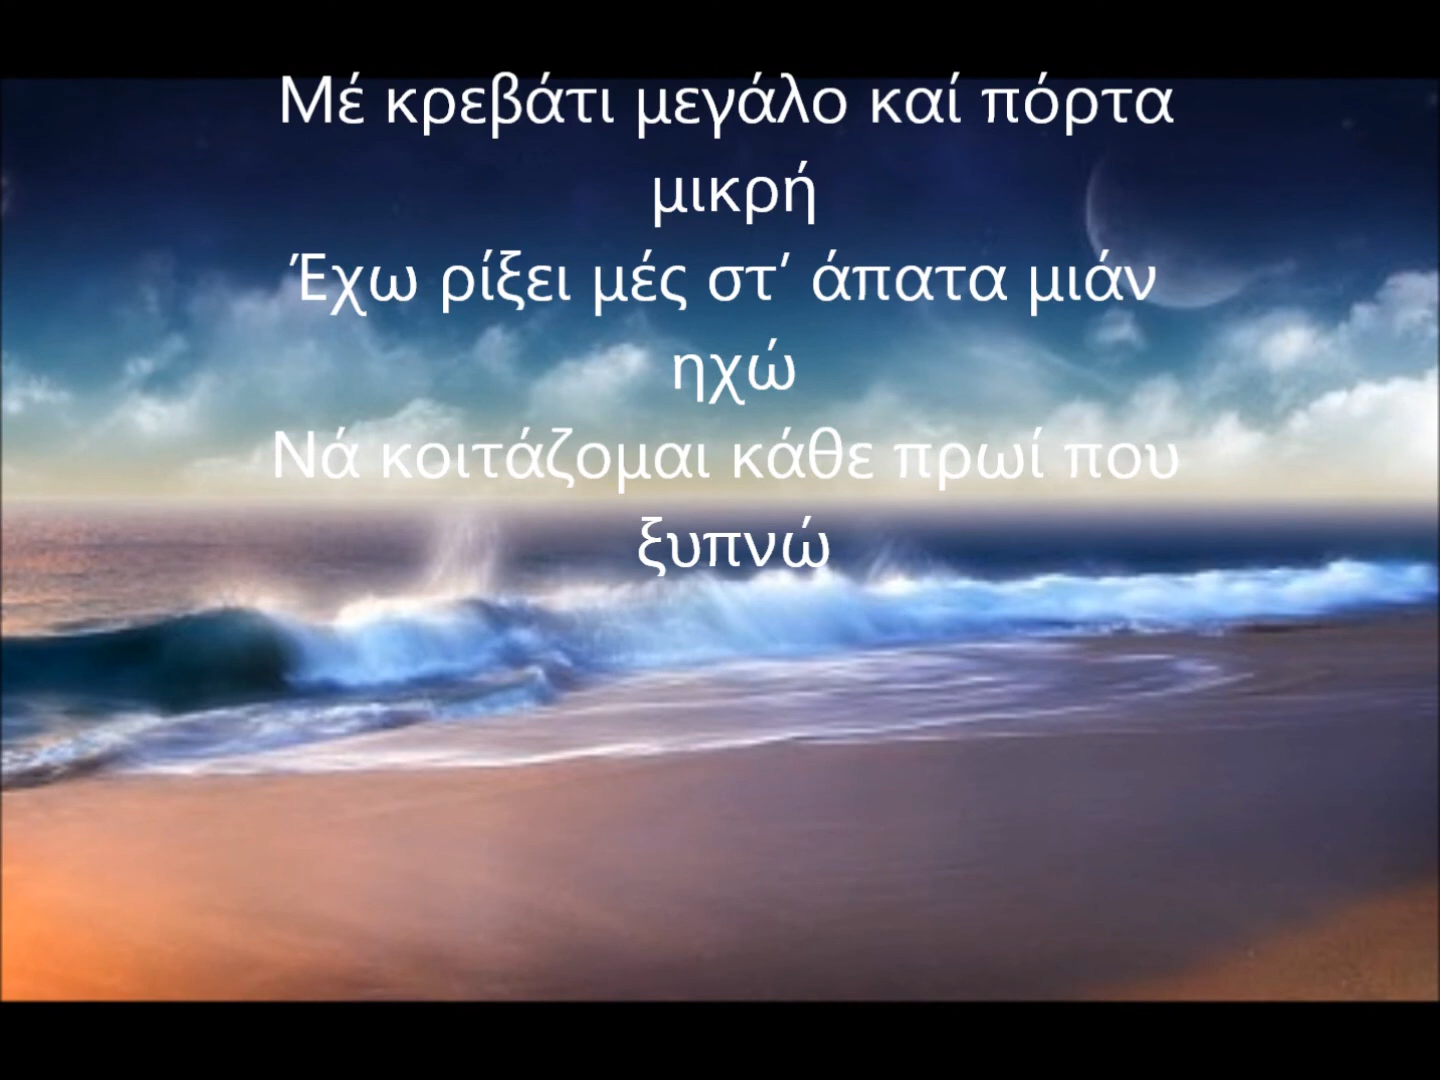 Μέ κρεβάτι μεγάλο καί πόρτα
μικρή
Έχω ρίξει μές στ΄ άπατα μιάν
ηχώ
Νά κοιτάζομαι κάθε πρωί που
ξυπνώ